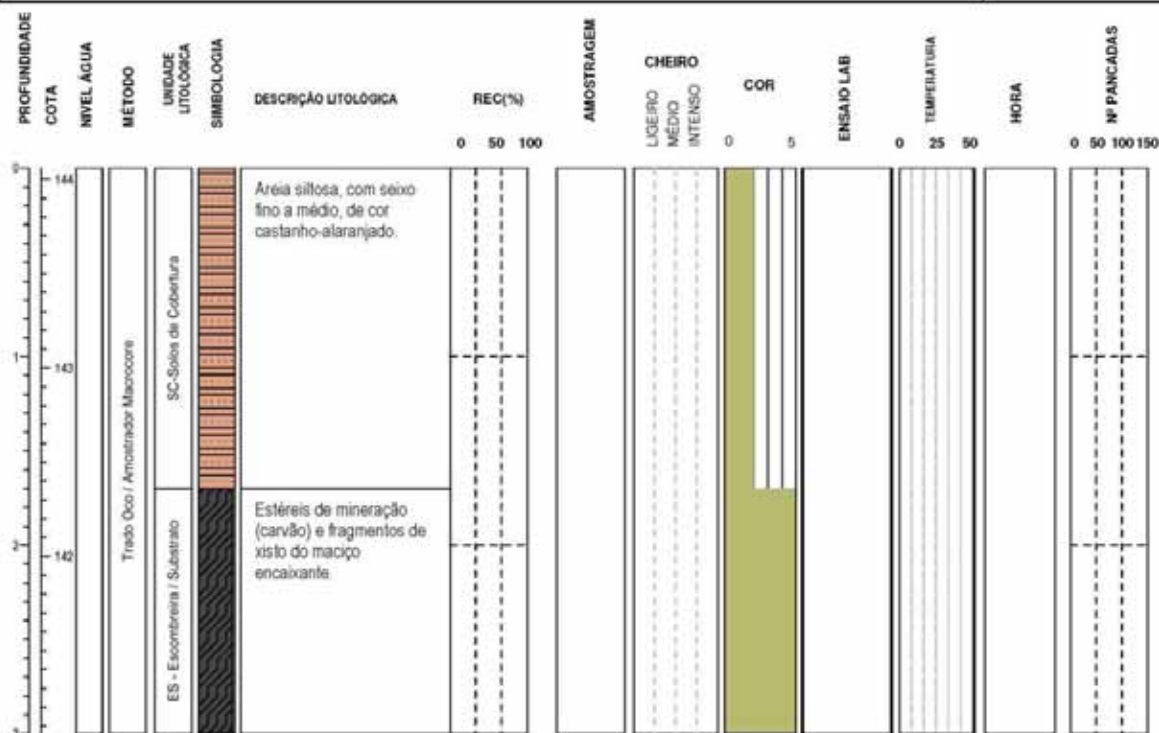 PROFUNDIDADE
COTA
NIVEL ÁGUA
MÉTODO
UNIDADE
LITOLÓGICA
SIMBOLOGIA
DESCRIÇÃO LITOLÓGICA
REC(%)
0 50 100
AMOSTRAGEM
CHEIRO
LIGEIRO
MÉDIO
INTENSO
COR
0 5
ENSAIO LAB
TEMPERATURA
0 25 50
HORA
Nº PANCADAS
0 50 100 150
0
1
2
144
143
142
Trado Oco / Amostrador Macrocore
SC-Solos de Cobertura
Areia siltosa, com seixo
fino a médio, de cor
castanho-alaranjado.
ES - Escombreira / Substrato
Estéreis de mineração
(carvão) e fragmentos de
xisto do maciço
encaixante